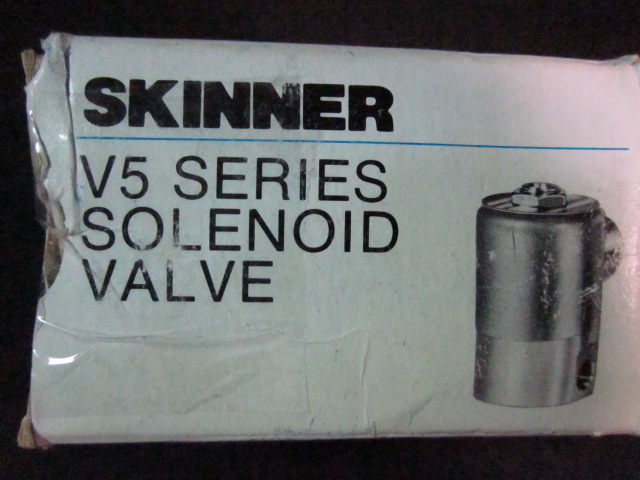 SKINNER
V5 SERIES
SOLENOID
VALVE